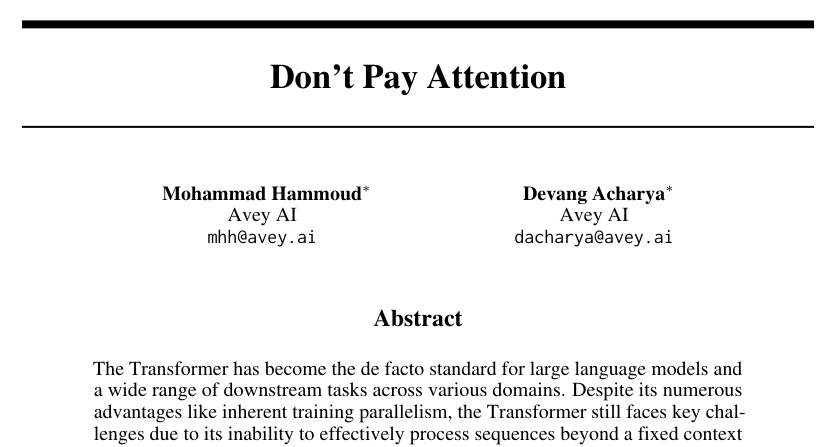 Don’t Pay Attention
Mohammad Hammoud* Devang Acharya*
Avey AI Avey AI
mhh@avey.ai dacharya@avey.ai
Abstract
The Transformer has become the de facto standard for large language models and
a wide range of downstream tasks across various domains. Despite its numerous
advantages like inherent training parallelism, the Transformer still faces key chal-
lenges due to its inability to effectively process sequences beyond a fixed context